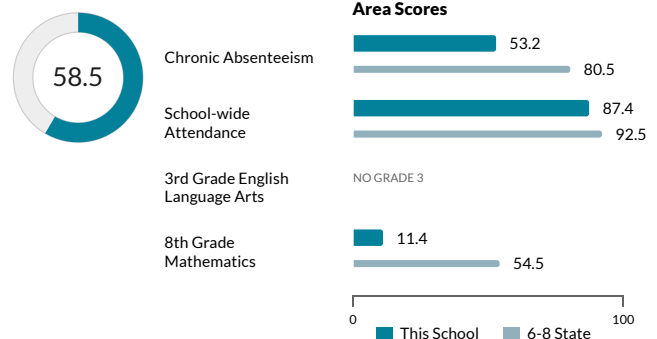 Area Scores
58.5
Chronic Absenteeism
53.2
80.5
School-wide
Attendance
87.4
92.5
3rd Grade English
Language Arts
NO GRADE 3
8th Grade
Mathematics
11.4
54.5
0
100
This School
6-8 State